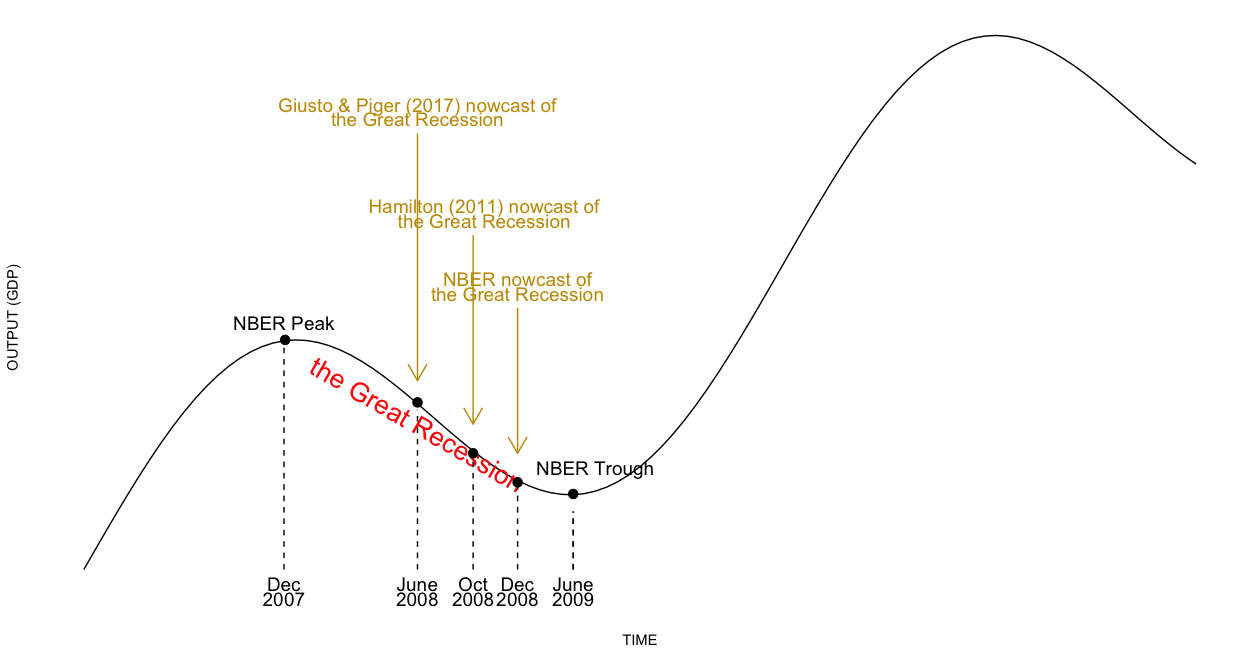 Giusto & Piger (2017) nowcast of
the Great Recession
Hamilton (2011) nowcast of
the Great Recession
NBER nowcast of
the Great Recession
OUTPUT (GDP)
NBER Peak
the Great Recession
NBER Trough
Dec
2007
June
2008
Oct
2008
Dec
2008
June
2009
TIME